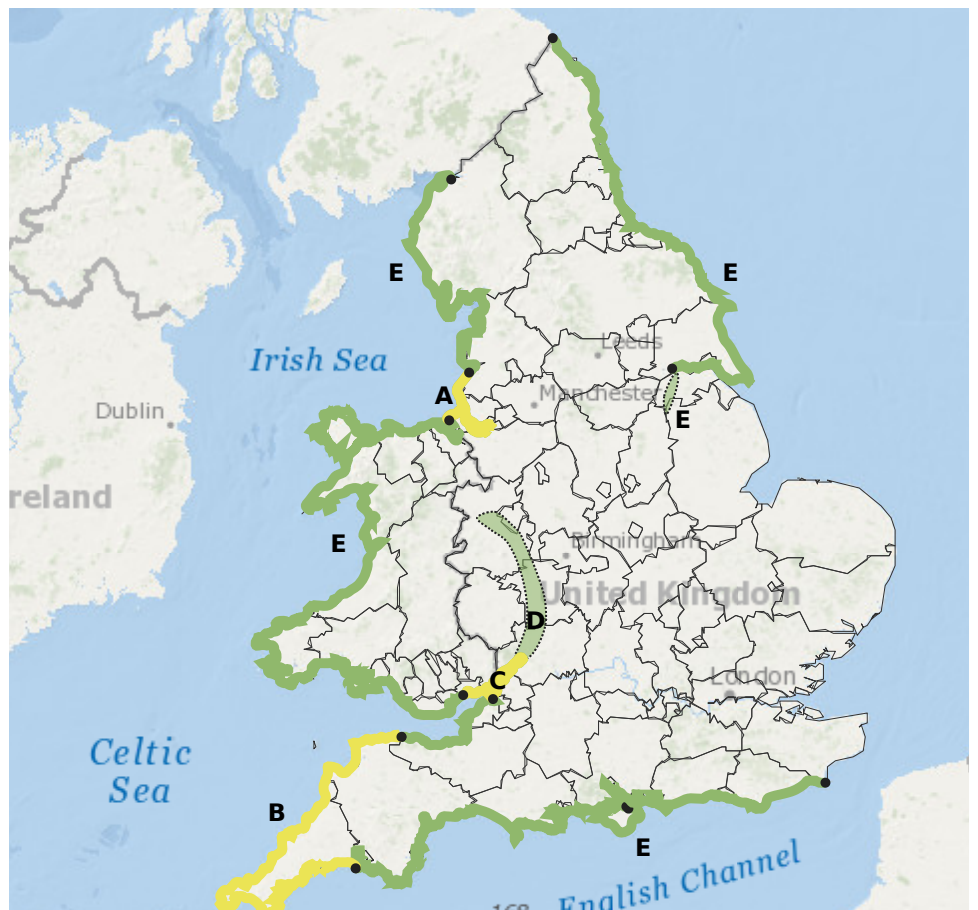 E
E
Leeds
Irish Sea
Manchester
A
Dublin
E
reland
E
Birmingham
United Kingdom
D
C
London
Celtic
Sea
B
E
English Channel